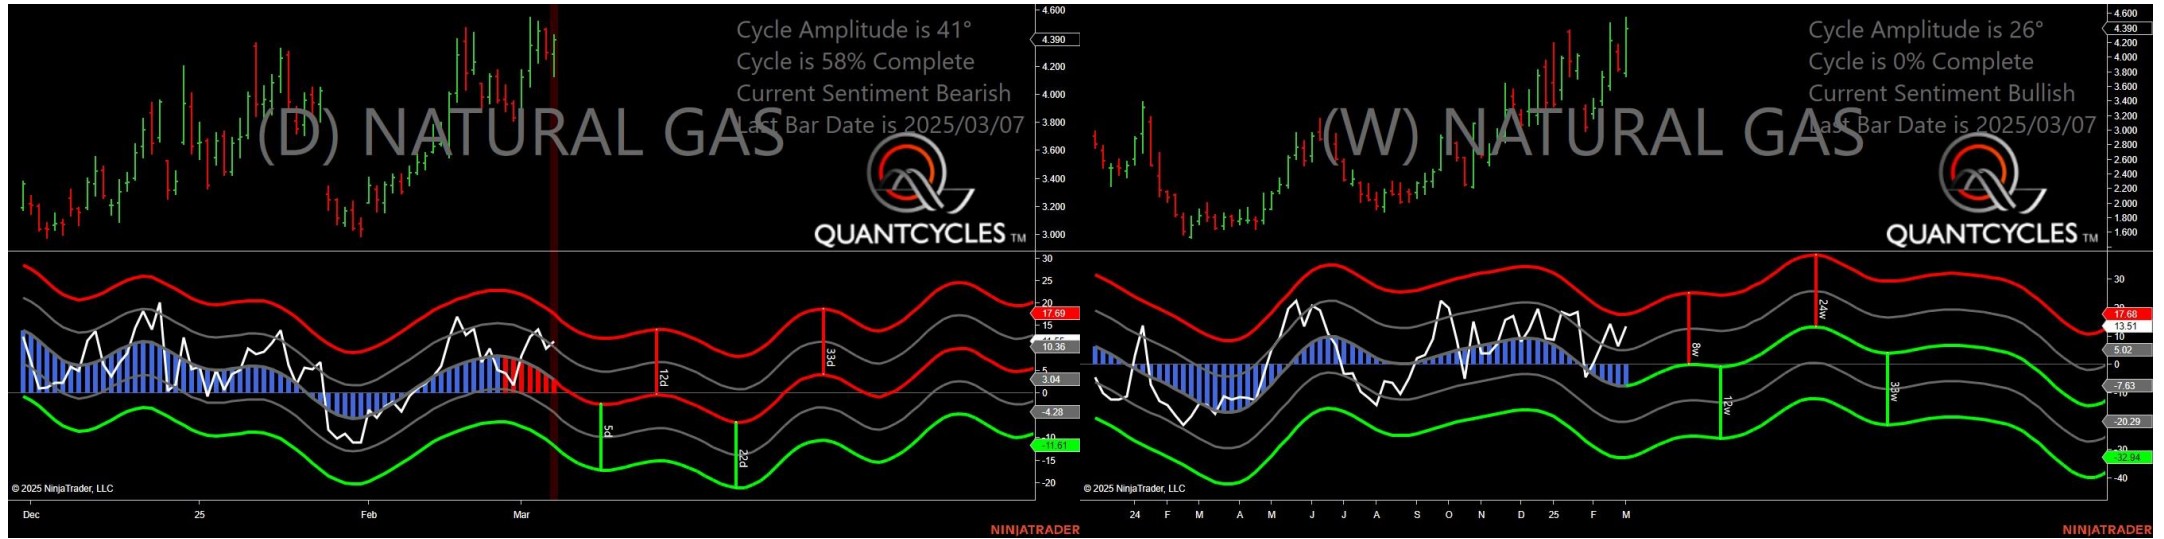 Cycle Amplitude is 41°
Cycle is 58% Complete
Current Sentiment Bearish
Last Bar Date is 2025/03/07
(D) NATURAL GAS
QUANTCYCLES TM
4.600
4.390
4.200
4.000
3.800
3.600
3.400
3.200
3.000
30
25
20
17.69
15
10.36
5
3.04
0
-4.28
-10
-11.61
-15
-20
5d
12d
22d
33d
© 2025 NinjaTrader, LLC
Dec 25 Feb Mar
NINJATRADER
Cycle Amplitude is 26°
Cycle is 0% Complete
Current Sentiment Bullish
Last Bar Date is 2025/03/07
(W) NATURAL GAS
QUANTCYCLES TM
4.600
4.390
4.200
4.000
3.800
3.600
3.400
3.200
3.000
2.800
2.600
2.400
2.200
2.000
1.800
1.600
30
20
17.68
13.51
5.02
0
-7.63
-10
-20.29
-30
-32.94
-40
8w
12w
24w
33w
© 2025 NinjaTrader, LLC
24 F M A M J J A S O N D 25 F M
NINJATRADER